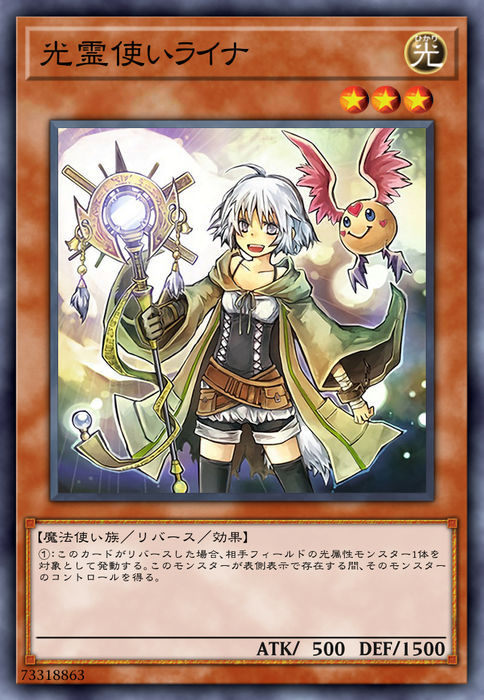 光霊使いライナ
ひかり
光
【魔法使い族／リバース／効果】
①：このカードがリバースした場合、相手フィールドの光属性モンスター1体を
対象として発動する。このモンスターが表側表示で存在する間、そのモンスター
のコントロールを得る。
ATK/ 500 DEF/1500
73318863